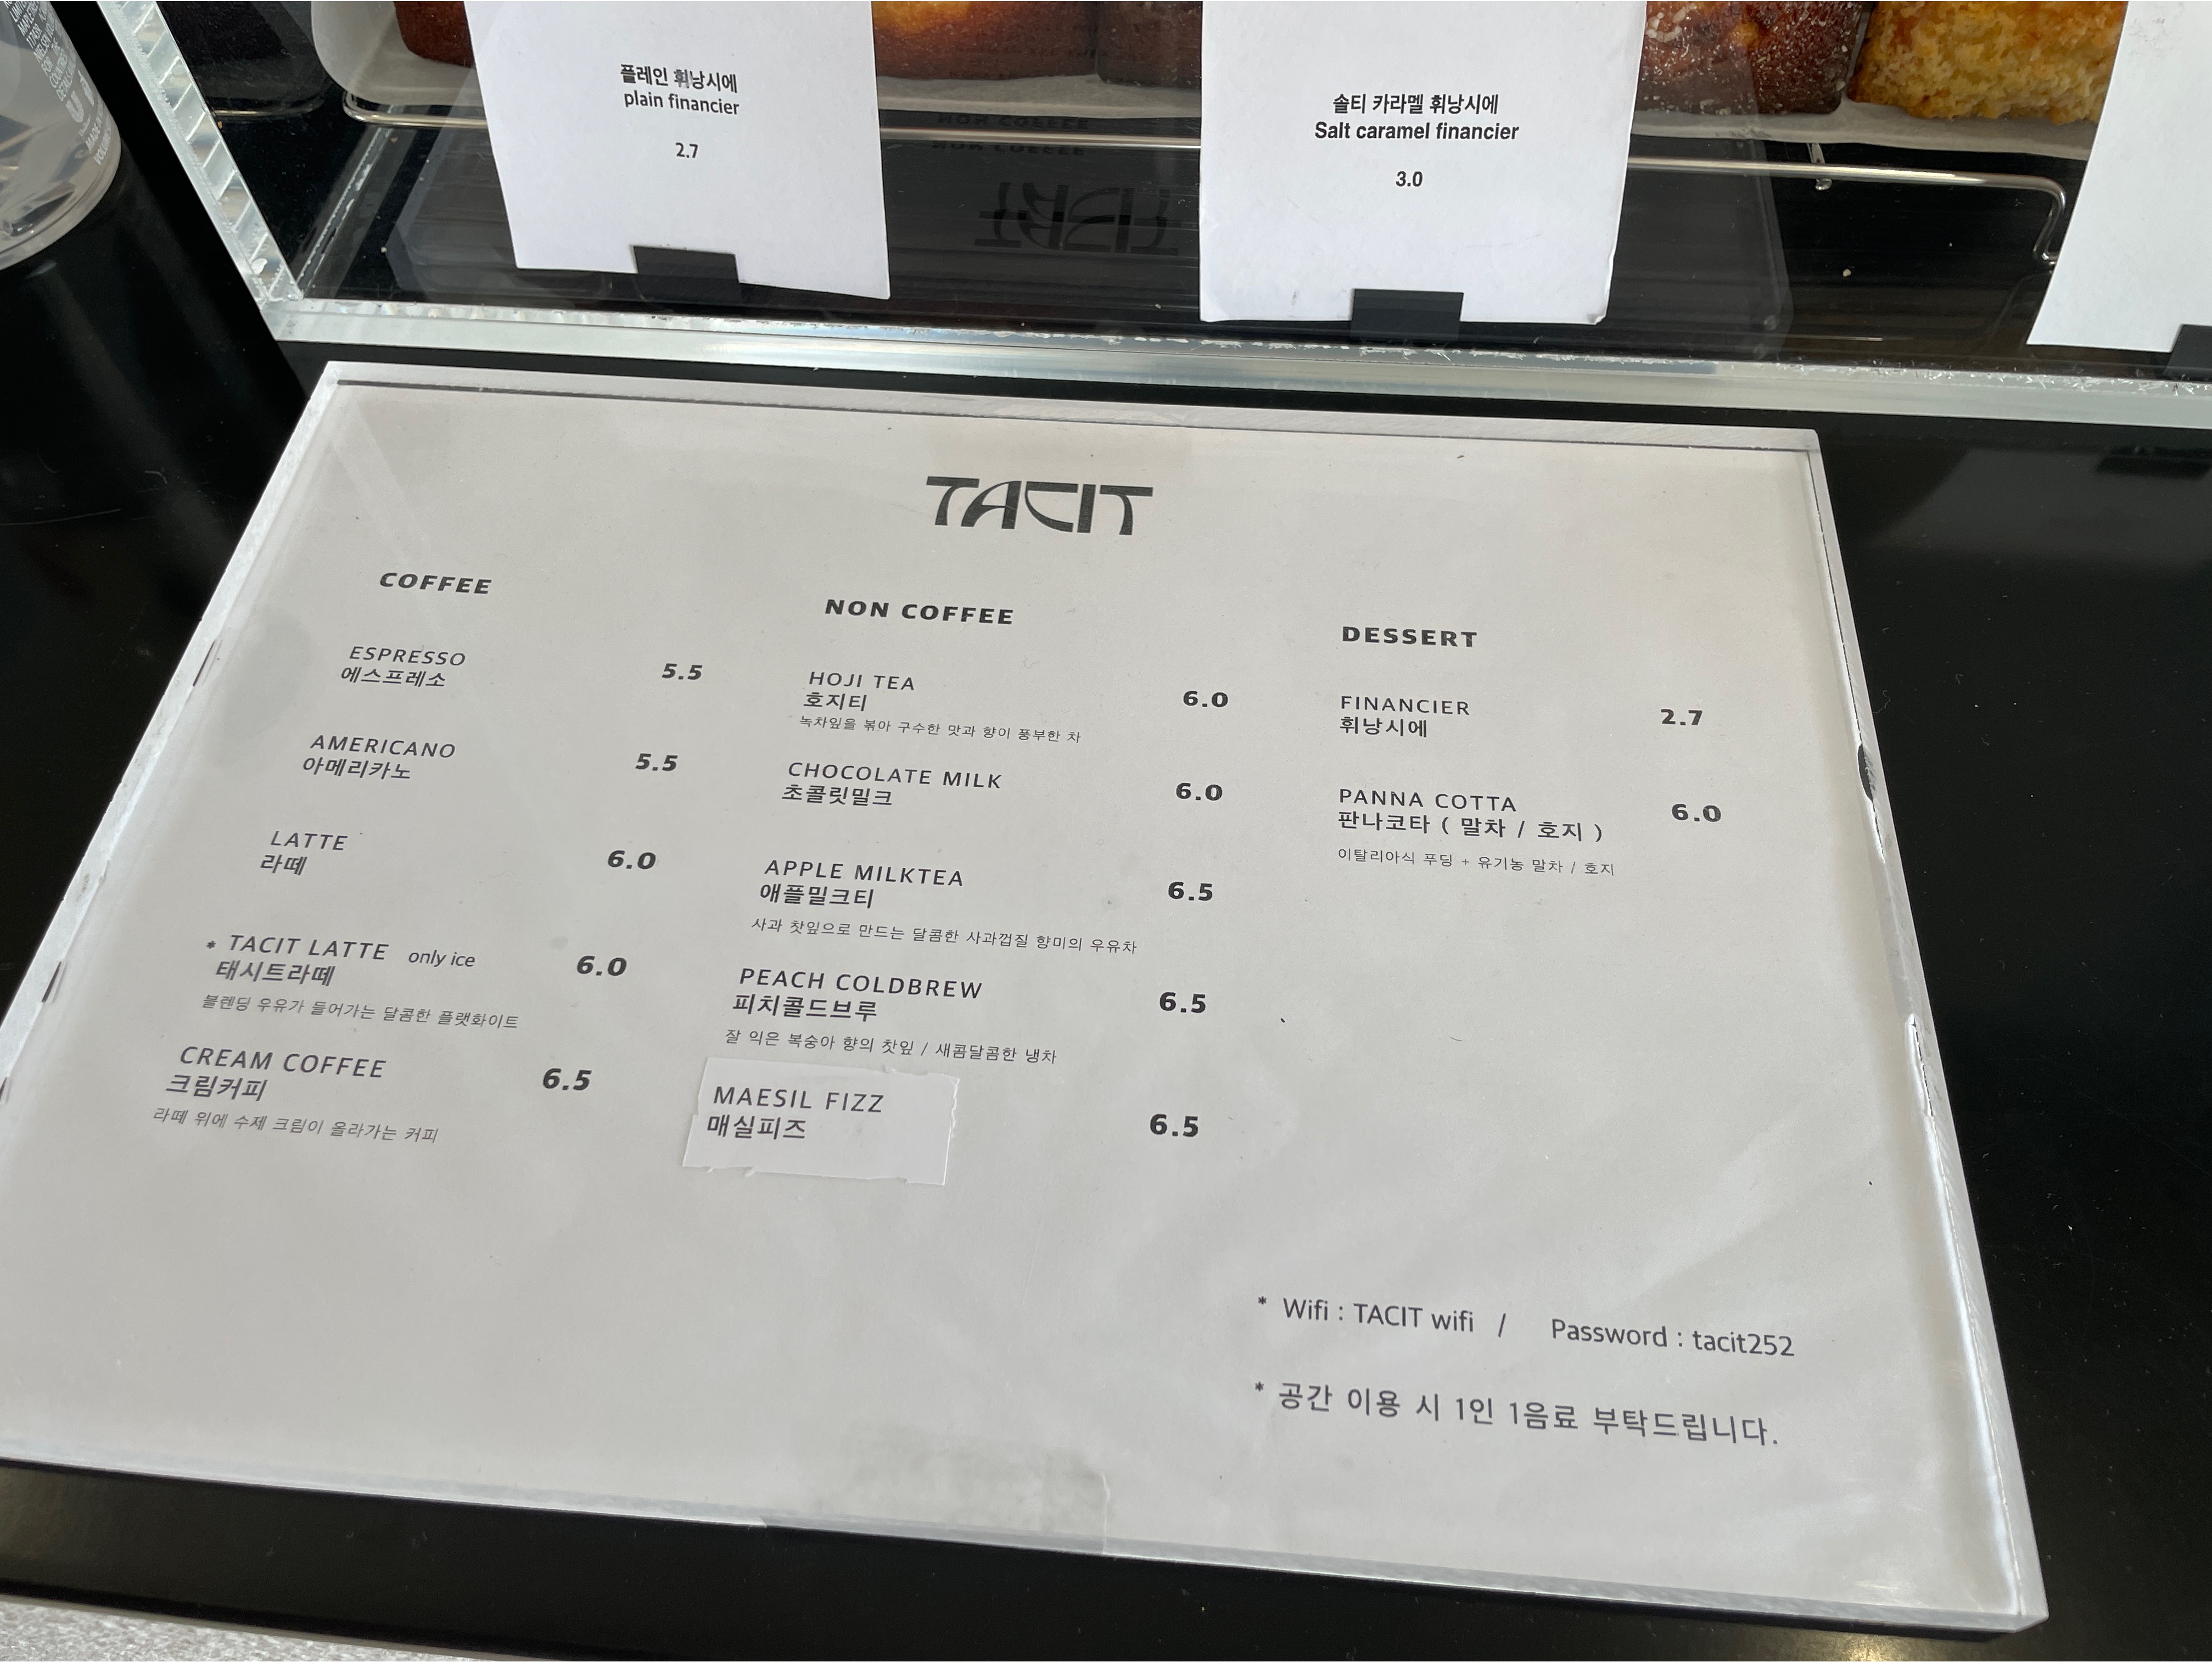 플레인 휘낭시에
plain financier
2.7
솔티 카라멜 휘낭시에
Salt caramel financier
3.0
TACIT
COFFEE
ESPRESSO 5.5
에스프레소
AMERICANO 5.5
아메리카노
LATTE 6.0
라떼
* TACIT LATTE only ice 6.0
태시트라떼
블렌딩 우유가 들어가는 달콤한 플랫화이트
CREAM COFFEE 6.5
크림커피
라떼 위에 수제 크림이 올라가는 커피
NON COFFEE
HOJI TEA 6.0
호지티
녹차잎을 볶아 구수한 맛과 향이 풍부한 차
CHOCOLATE MILK 6.0
초콜릿밀크
APPLE MILKTEA 6.5
애플밀크티
사과 찻잎으로 만드는 달콤한 사과껍질 향미의 우유차
PEACH COLDBREW 6.5
피치콜드브루
잘 익은 복숭아 향의 찻잎 / 새콤달콤한 냉차
MAESIL FIZZ 6.5
매실피즈
DESSERT
FINANCIER 2.7
휘낭시에
PANNA COTTA 6.0
판나코타 ( 말차 / 호지 )
이탈리아식 푸딩 + 유기농 말차 / 호지
* Wifi : TACIT wifi / Password : tacit252
* 공간 이용 시 1인 1음료 부탁드립니다.